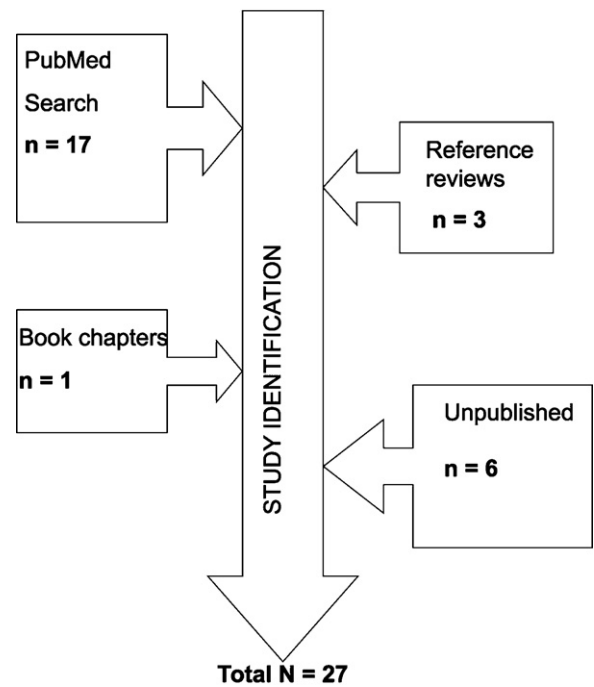 PubMed
Search
n = 17
Reference
reviews
n = 3
STUDY IDENTIFICATION
Book chapters
n = 1
Unpublished
n = 6
Total N = 27